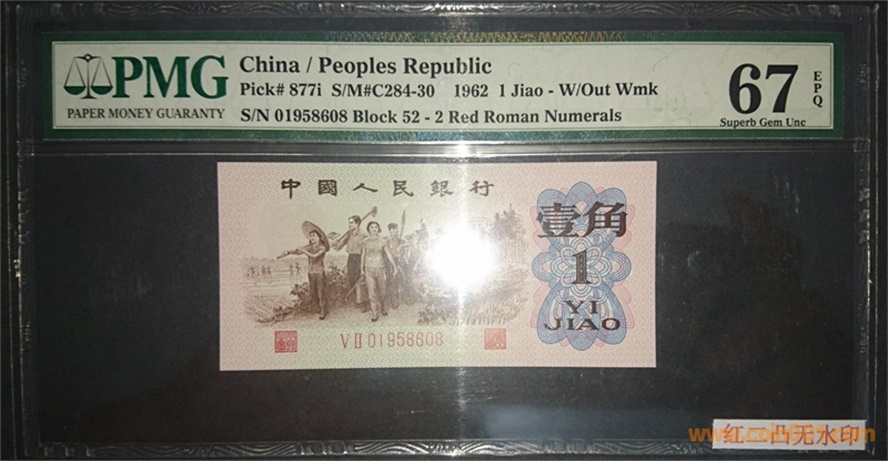 PMG
PAPER MONEY GUARANTY
China / Peoples Republic
Pick# 877i S/M#C284-30 1962 1 Jiao - W/Out Wmk
S/N 01958608 Block 52 - 2 Red Roman Numerals
67
EPQ
Superb Gem Unc
中國人民銀行
壹角
1
YI
JIAO
VII 01958608
红一凸无水印